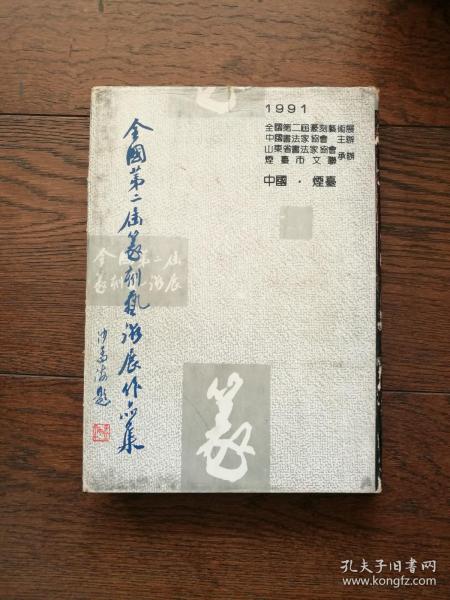 1991
全國第二屆篆刻藝術展
中國書法家協會 主辦
山東省書法家協會
煙臺市文聯 承辦
中國·煙臺
全國第二屆篆刻藝術展作品集
沙孟海題
全國第二屆
篆刻藝術展
篆
孔夫子旧书网
www.kongfz.com